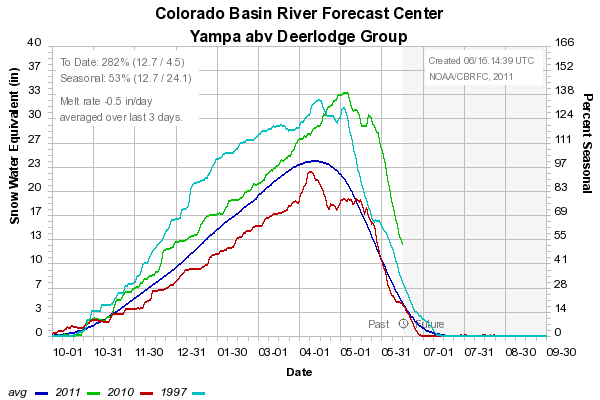 Colorado Basin River Forecast Center
Yampa abv Deerlodge Group
To Date: 282% (12.7 / 4.5)
Seasonal: 53% (12.7 / 24.1)
Melt rate -0.5 in/day
averaged over last 3 days.
Created 06/16.14:39 UTC
NOAA/CBRFC, 2011
Snow Water Equivalent (in)
40
37
33
30
27
23
20
17
13
10
7
3
0
166
152
138
124
111
97
83
69
55
41
28
14
0
Percent Seasonal
Past
Future
10-01 10-31 11-30 12-31 01-30 03-01 04-01 05-01 05-31 07-01 07-31 08-30 09-30
Date
avg 2011 2010 1997